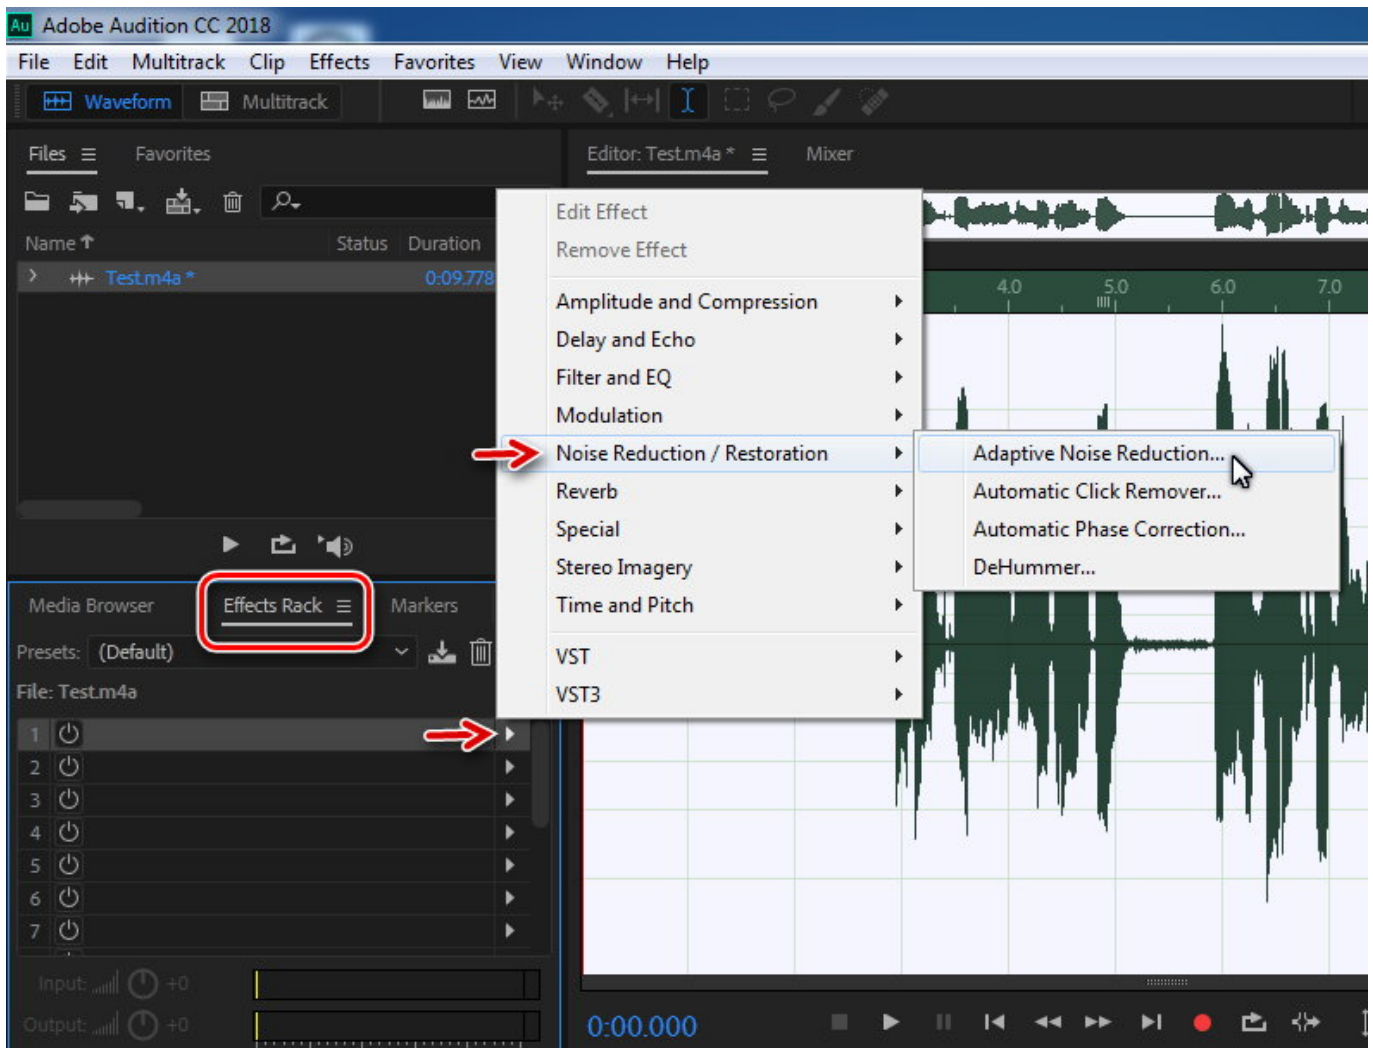 Au Adobe Audition CC 2018
File Edit Multitrack Clip Effects Favorites View Window Help
Waveform Multitrack
Files Favorites
Editor: Test.m4a * Mixer
Name Status Duration
Test.m4a * 0:09.778
Edit Effect
Remove Effect
Amplitude and Compression
Delay and Echo
Filter and EQ
Modulation
Noise Reduction / Restoration
Reverb
Special
Stereo Imagery
Time and Pitch
VST
VST3
Adaptive Noise Reduction...
Automatic Click Remover...
Automatic Phase Correction...
DeHummer...
4.0 5.0 6.0 7.0
Media Browser Effects Rack Markers
Presets: (Default)
File: Test.m4a
1
2
3
4
5
6
7
Input: +0
Output: +0
0:00.000